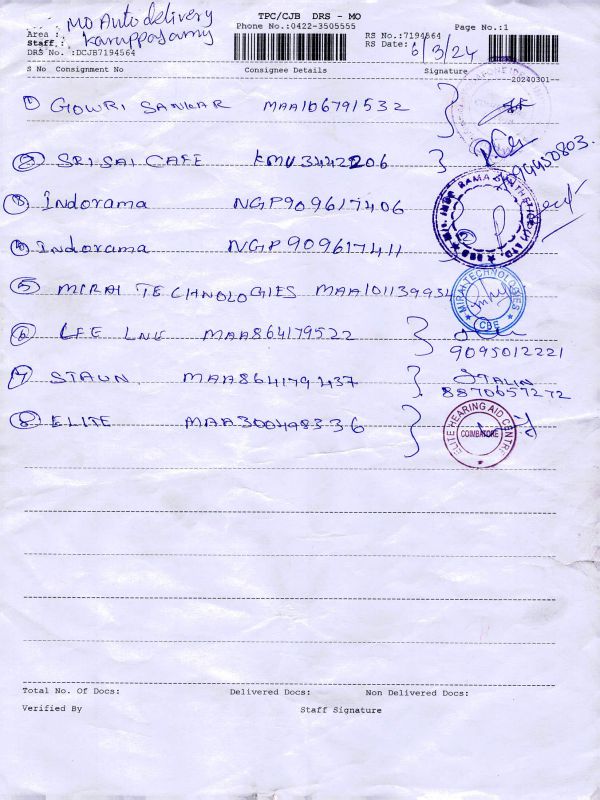 MO Auto delivery
TPC/CJB DRS - MO
Area : Karuppasamy
Phone No.:0422-3505555
RS No.:7194564
Page No.:1
Staff :
RS Date: 6/3/24
DRS No. :DCJB7194564
S No Consignment No Consignee Details Signature
20240301
1 GOWRI SANKAR MAA106791532
2 SRI SAI CAFE KMU3442206
3 Indorama NGP909617406
4 Indorama NGP909617411
5 MIRAI TECHNOLOGIES MAA101139934
MIRAI TECHNOLOGIES
CBE
6 LEE LNG MAA864179522
9095012221
7 STALIN MAA864179437 STALIN
8870657272
8 ELITE MAA300498336
ELITE HEARING AID CENTRE
COIMBATORE
Total No. Of Docs: Delivered Docs: Non Delivered Docs:
Verified By Staff Signature